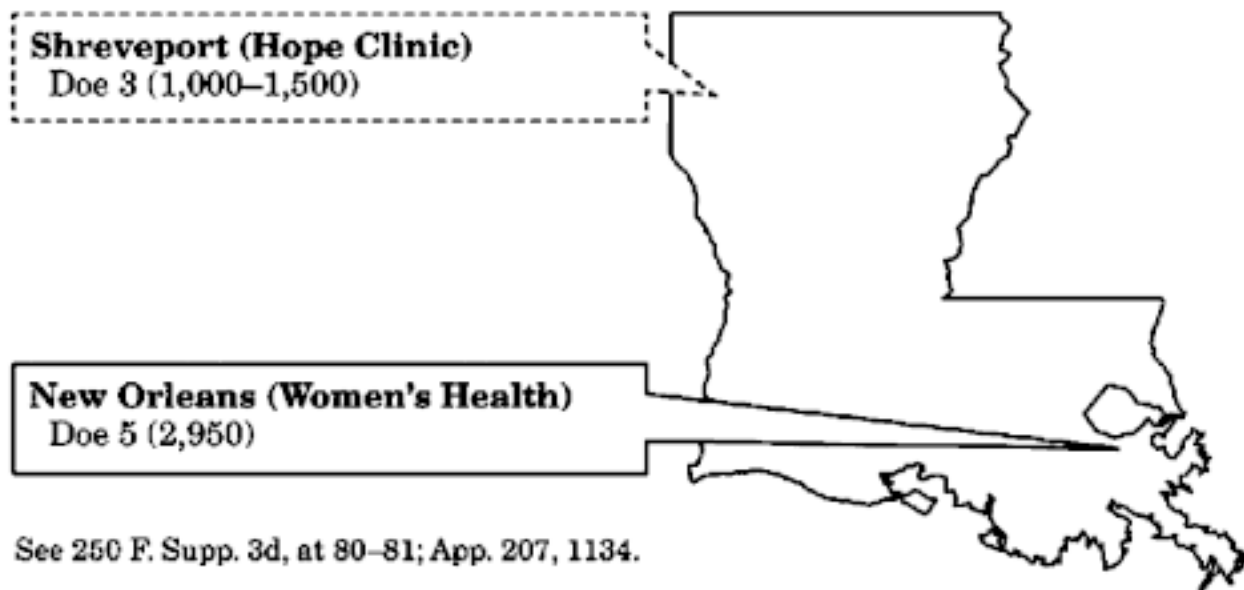 Shreveport (Hope Clinic)
Doe 3 (1,000–1,500)
New Orleans (Women's Health)
Doe 5 (2,950)
See 250 F. Supp. 3d, at 80–81; App. 207, 1134.